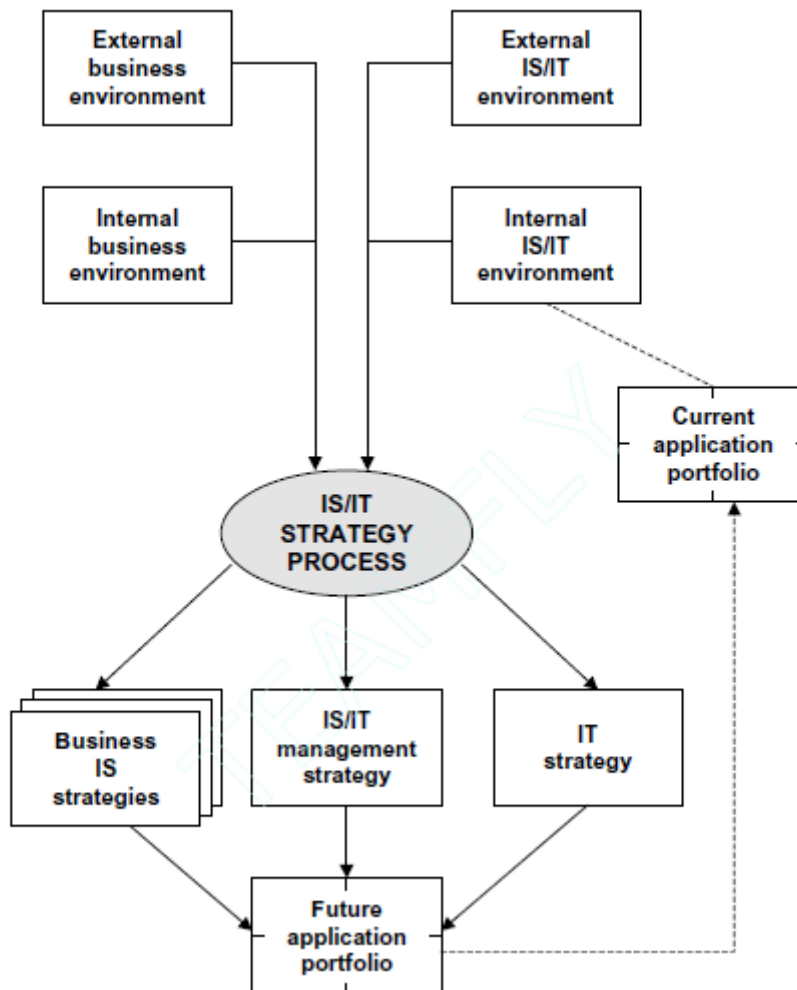 External
business
environment
External
IS/IT
environment
Internal
business
environment
Internal
IS/IT
environment
Current
application
portfolio
IS/IT
STRATEGY
PROCESS
Business
IS
strategies
IS/IT
management
strategy
IT
strategy
Future
application
portfolio
TEAMFLY